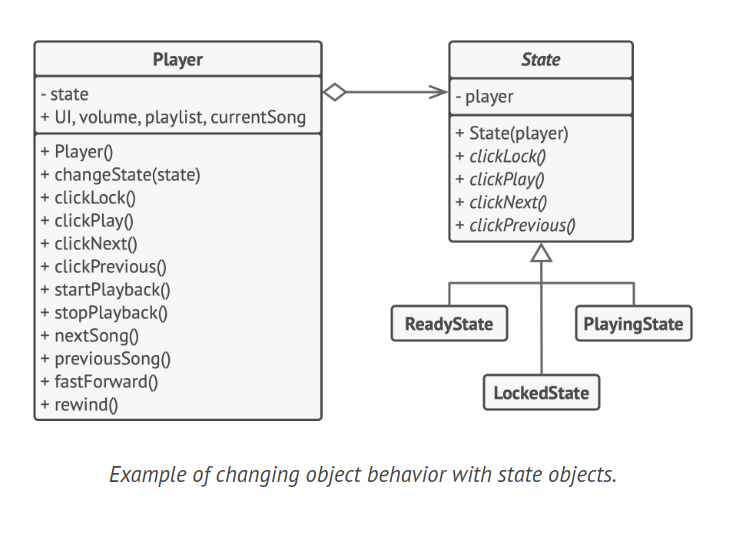 Player
- state
+ UI, volume, playlist, currentSong
+ Player()
+ changeState(state)
+ clickLock()
+ clickPlay()
+ clickNext()
+ clickPrevious()
+ startPlayback()
+ stopPlayback()
+ nextSong()
+ previousSong()
+ fastForward()
+ rewind()
State
- player
+ State(player)
+ clickLock()
+ clickPlay()
+ clickNext()
+ clickPrevious()
ReadyState
PlayingState
LockedState
Example of changing object behavior with state objects.